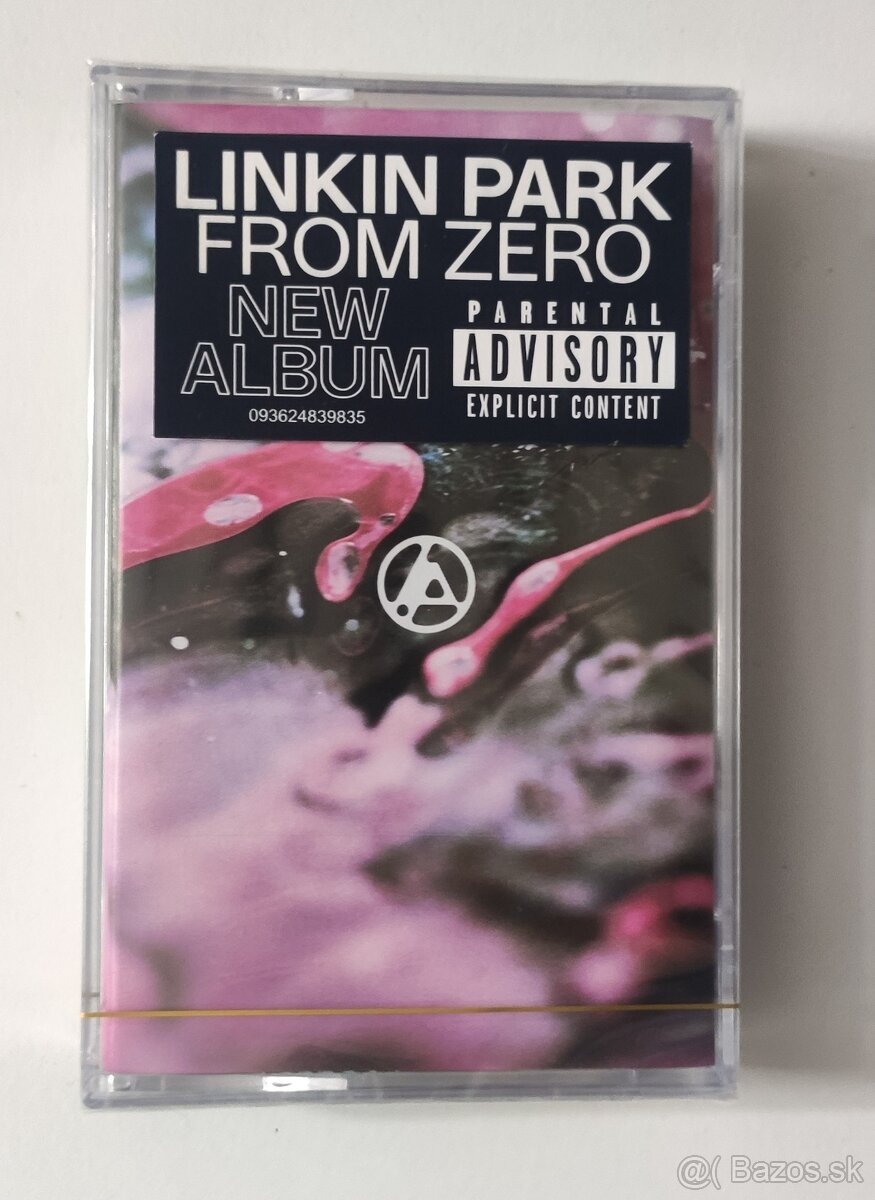 LINKIN PARK
FROM ZERO
NEW
ALBUM
093624839835
PARENTAL
ADVISORY
EXPLICIT CONTENT
@( Bazos.sk